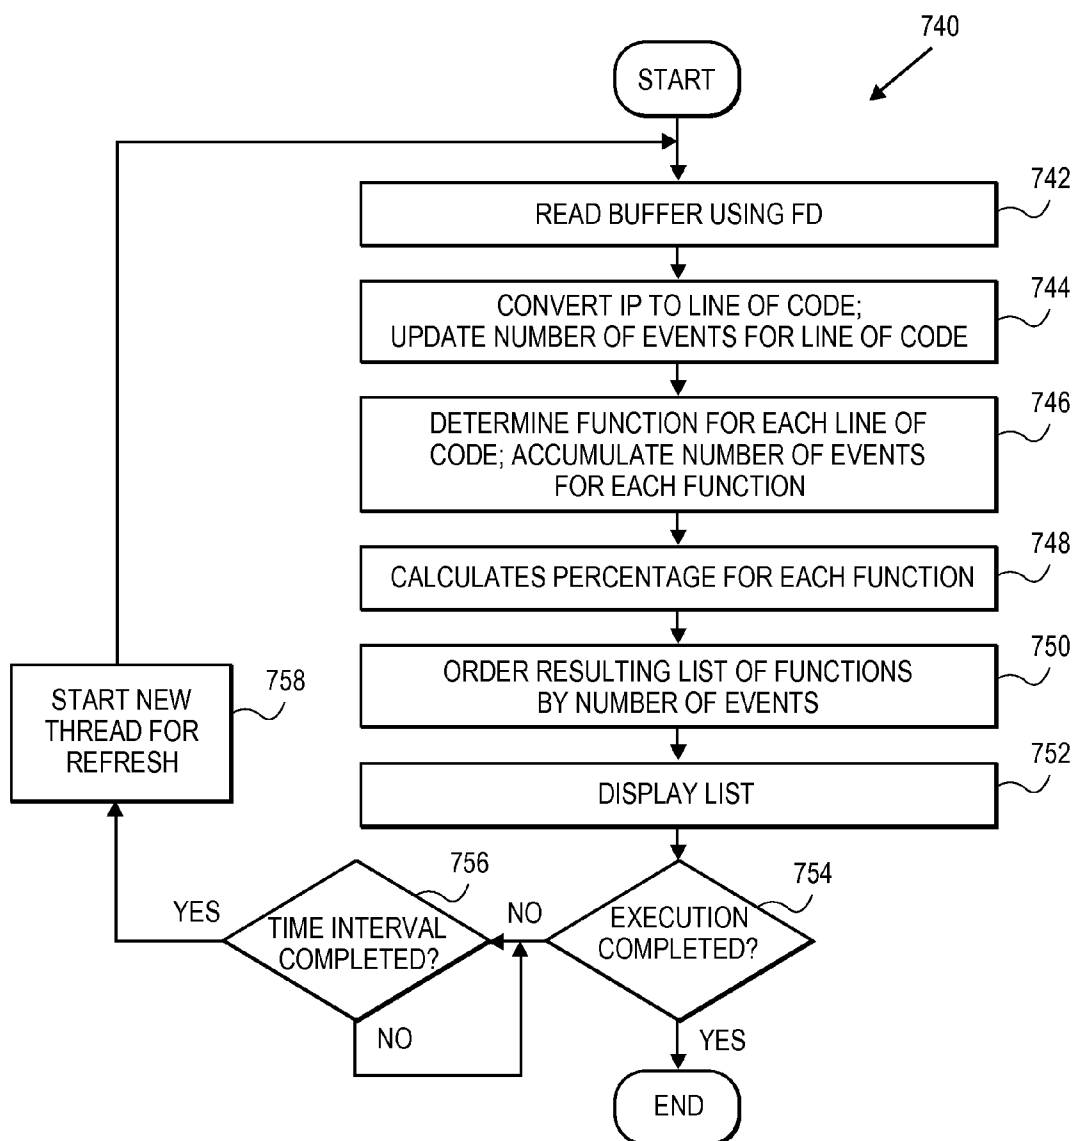 740
START
742
READ BUFFER USING FD
744
CONVERT IP TO LINE OF CODE;
UPDATE NUMBER OF EVENTS FOR LINE OF CODE
746
DETERMINE FUNCTION FOR EACH LINE OF
CODE; ACCUMULATE NUMBER OF EVENTS
FOR EACH FUNCTION
748
CALCULATES PERCENTAGE FOR EACH FUNCTION
750
ORDER RESULTING LIST OF FUNCTIONS
BY NUMBER OF EVENTS
758
START NEW
THREAD FOR
REFRESH
752
DISPLAY LIST
754
EXECUTION
COMPLETED?
NO
756
TIME INTERVAL
COMPLETED?
YES
NO
YES
END